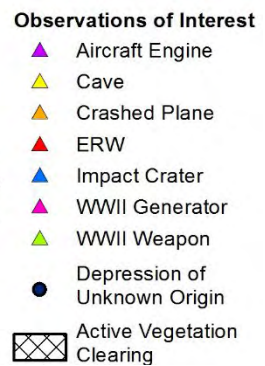 Observations of Interest
Aircraft Engine
Cave
Crashed Plane
ERW
Impact Crater
WWII Generator
WWII Weapon
Depression of
Unknown Origin
Active Vegetation
Clearing